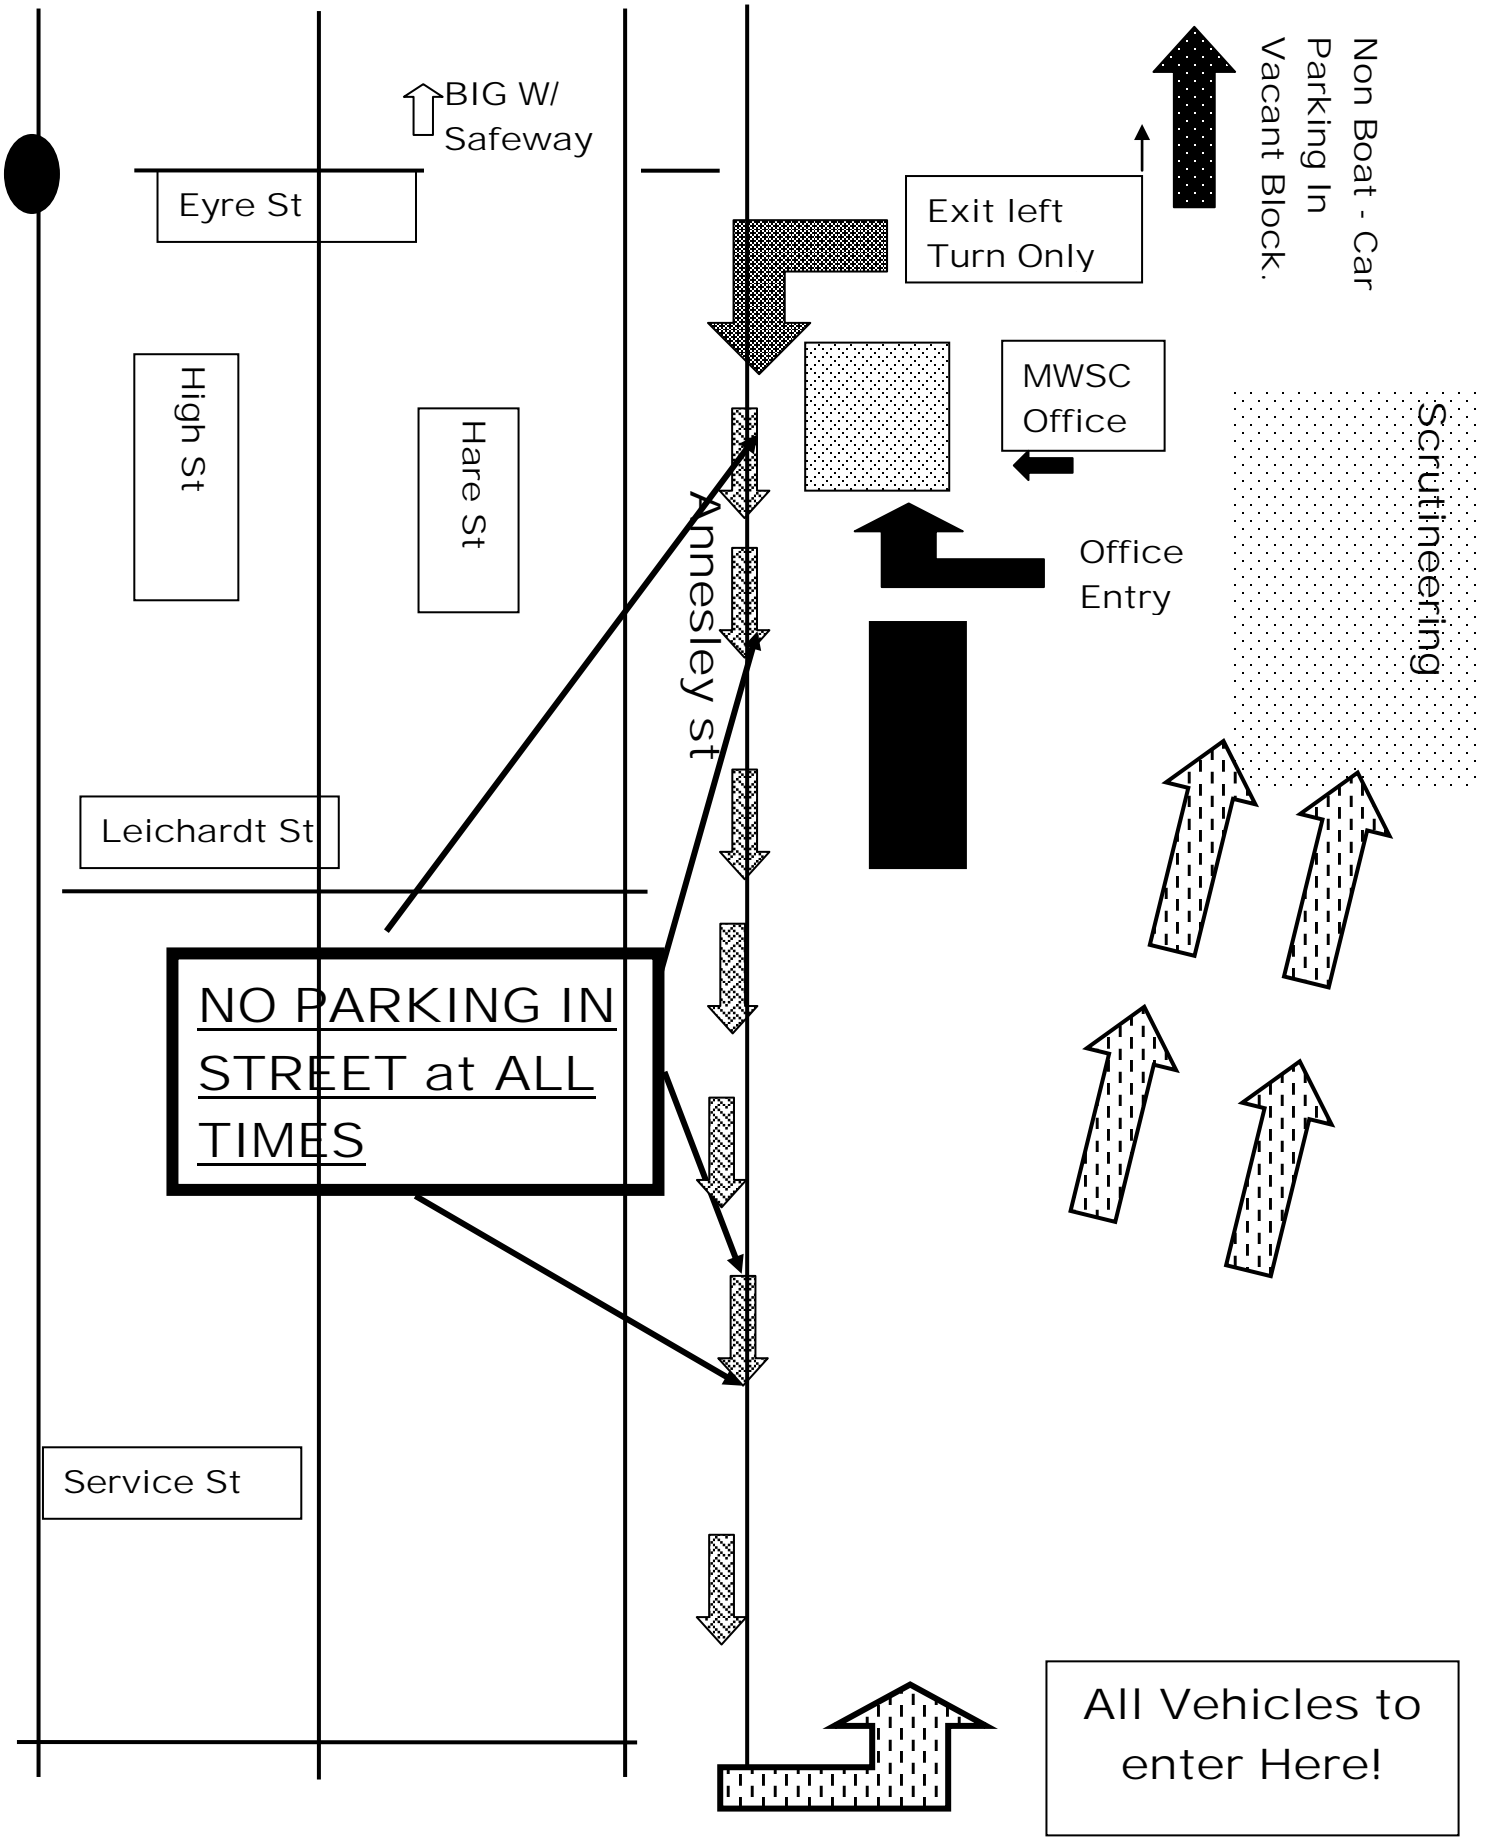 BIG W/
Safeway
Non Boat - Car
Parking In
Vacant Block.
Eyre St
Exit left
Turn Only
High St
Hare St
MWSC
Office
Scrutineering
Annesley st
Office
Entry
Leichardt St
NO PARKING IN
STREET at ALL
TIMES
Service St
All Vehicles to
enter Here!